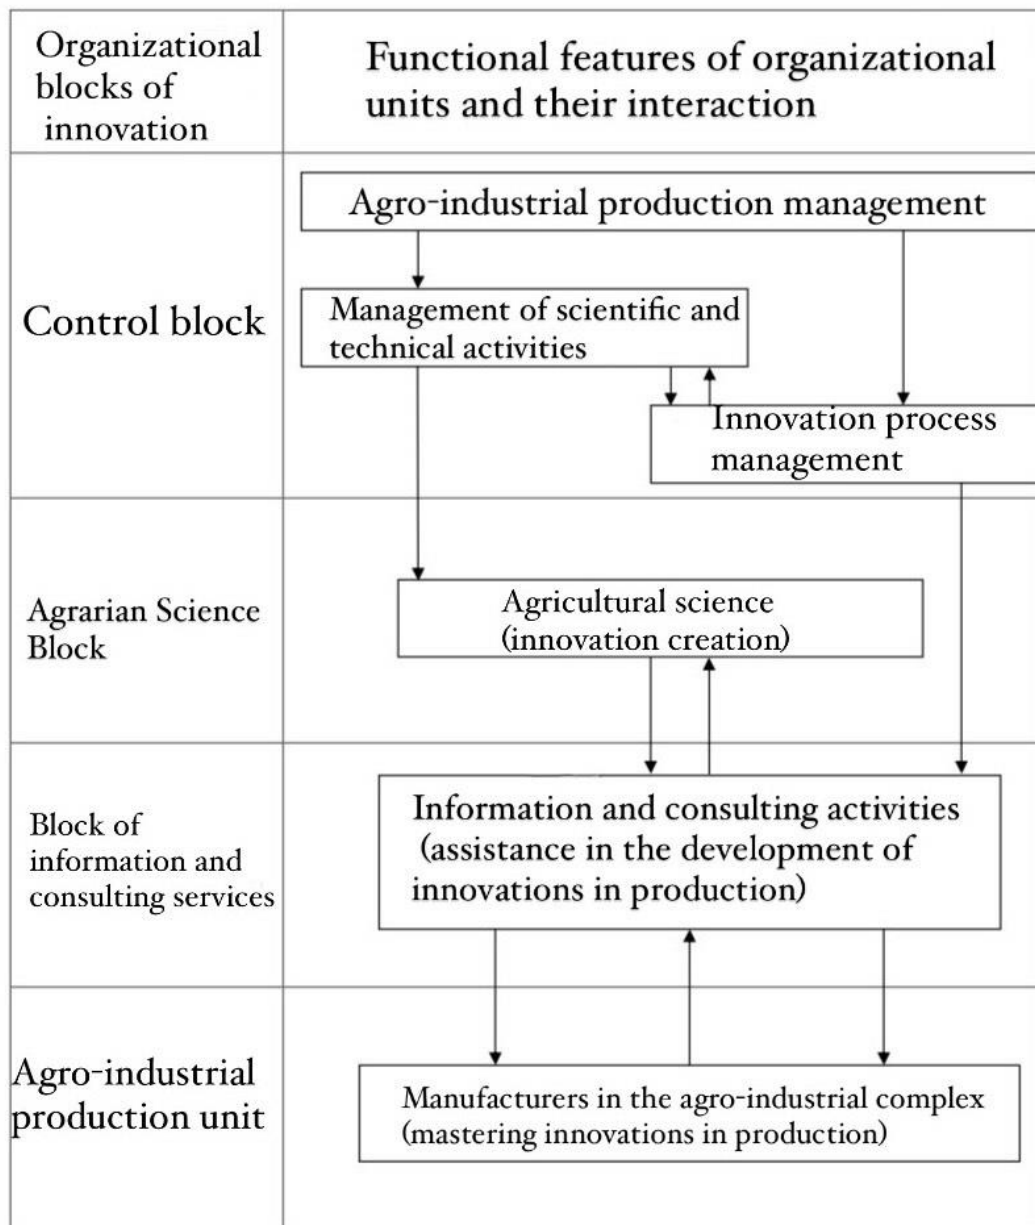 Organizational
blocks of
innovation
Functional features of organizational
units and their interaction
Control block
Agro-industrial production management
Management of scientific and
technical activities
Innovation process
management
Agrarian Science
Block
Agricultural science
(innovation creation)
Block of
information and
consulting services
Information and consulting activities
(assistance in the development of
innovations in production)
Agro-industrial
production unit
Manufacturers in the agro-industrial complex
(mastering innovations in production)